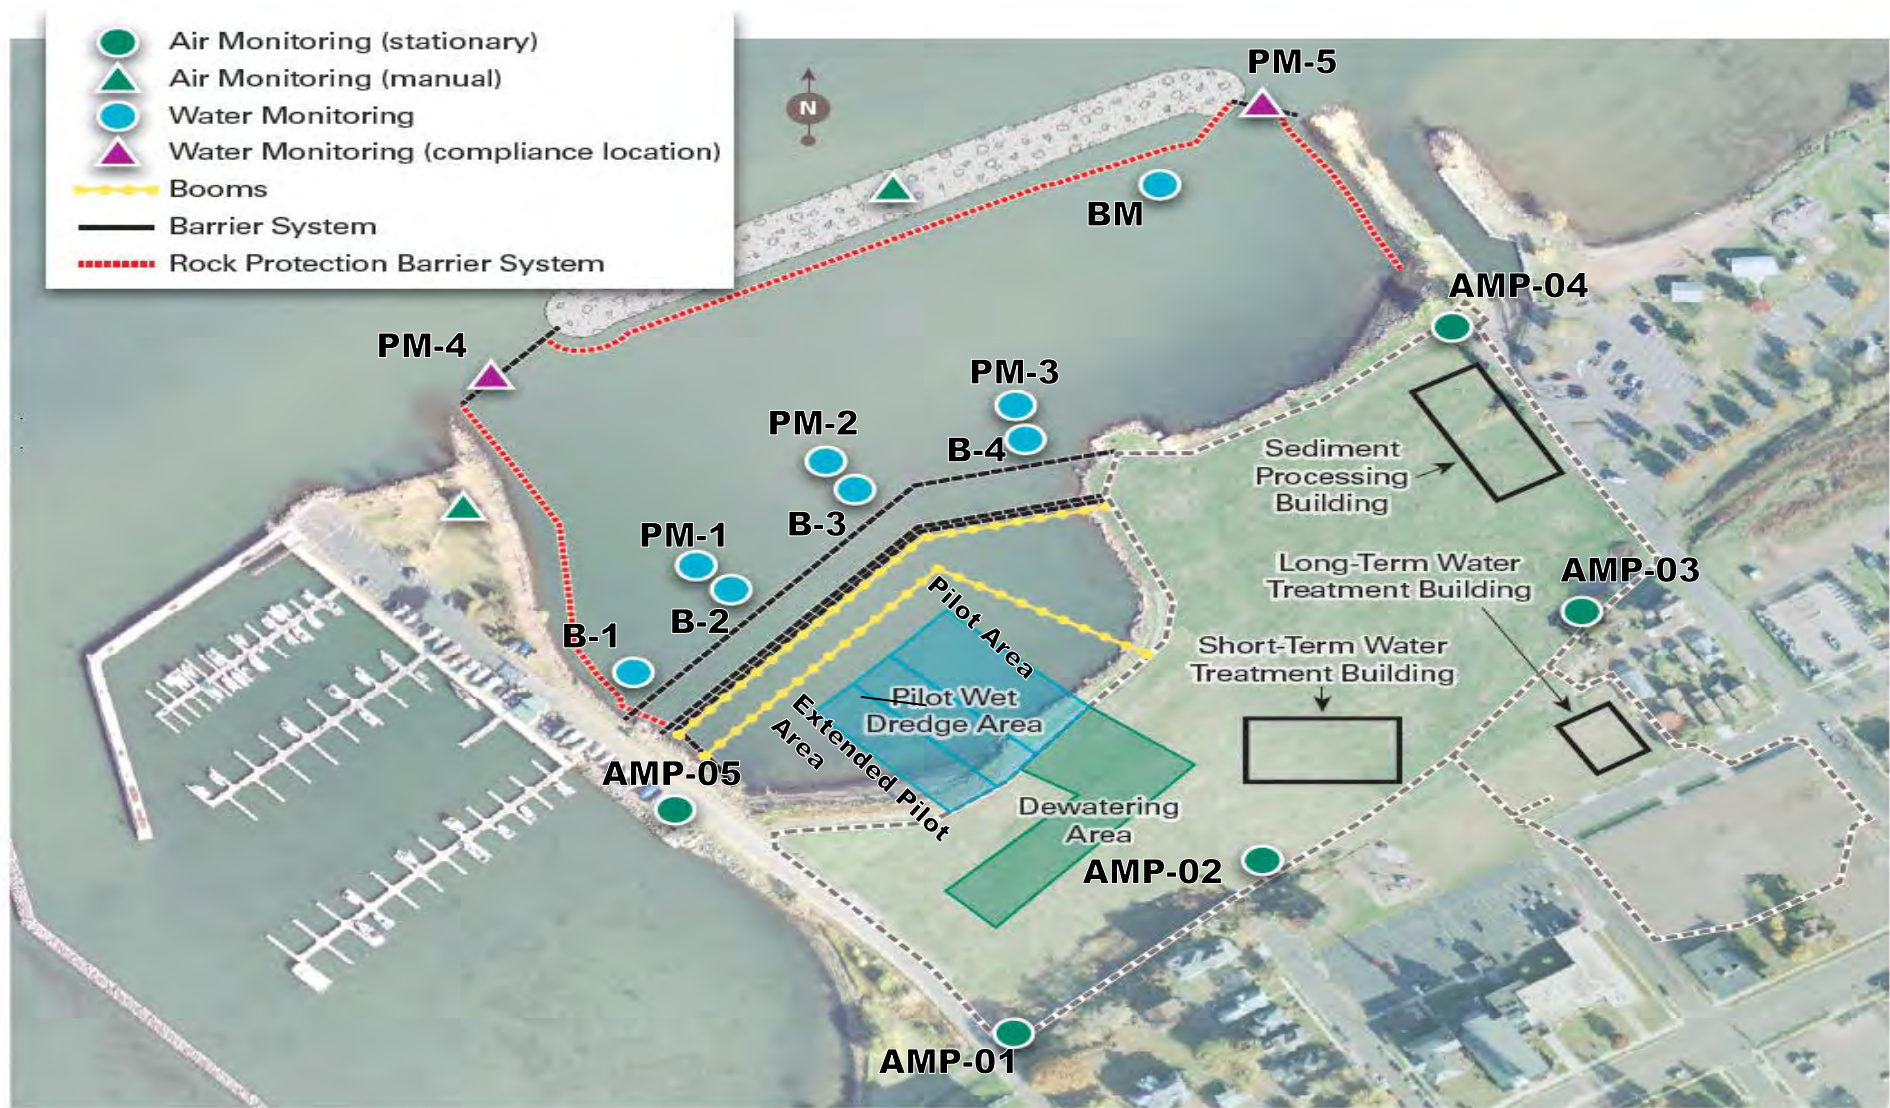 Air Monitoring (stationary)
Air Monitoring (manual)
Water Monitoring
Water Monitoring (compliance location)
Booms
Barrier System
Rock Protection Barrier System
N
PM-5
BM
AMP-04
PM-4
PM-3
PM-2
B-4
Sediment
Processing
Building
B-3
PM-1
Long-Term Water
Treatment Building
AMP-03
B-2
B-1
Pilot Area
Short-Term Water
Treatment Building
Pilot Wet
Dredge Area
Extended Pilot
Area
AMP-05
Dewatering
Area
AMP-02
AMP-01